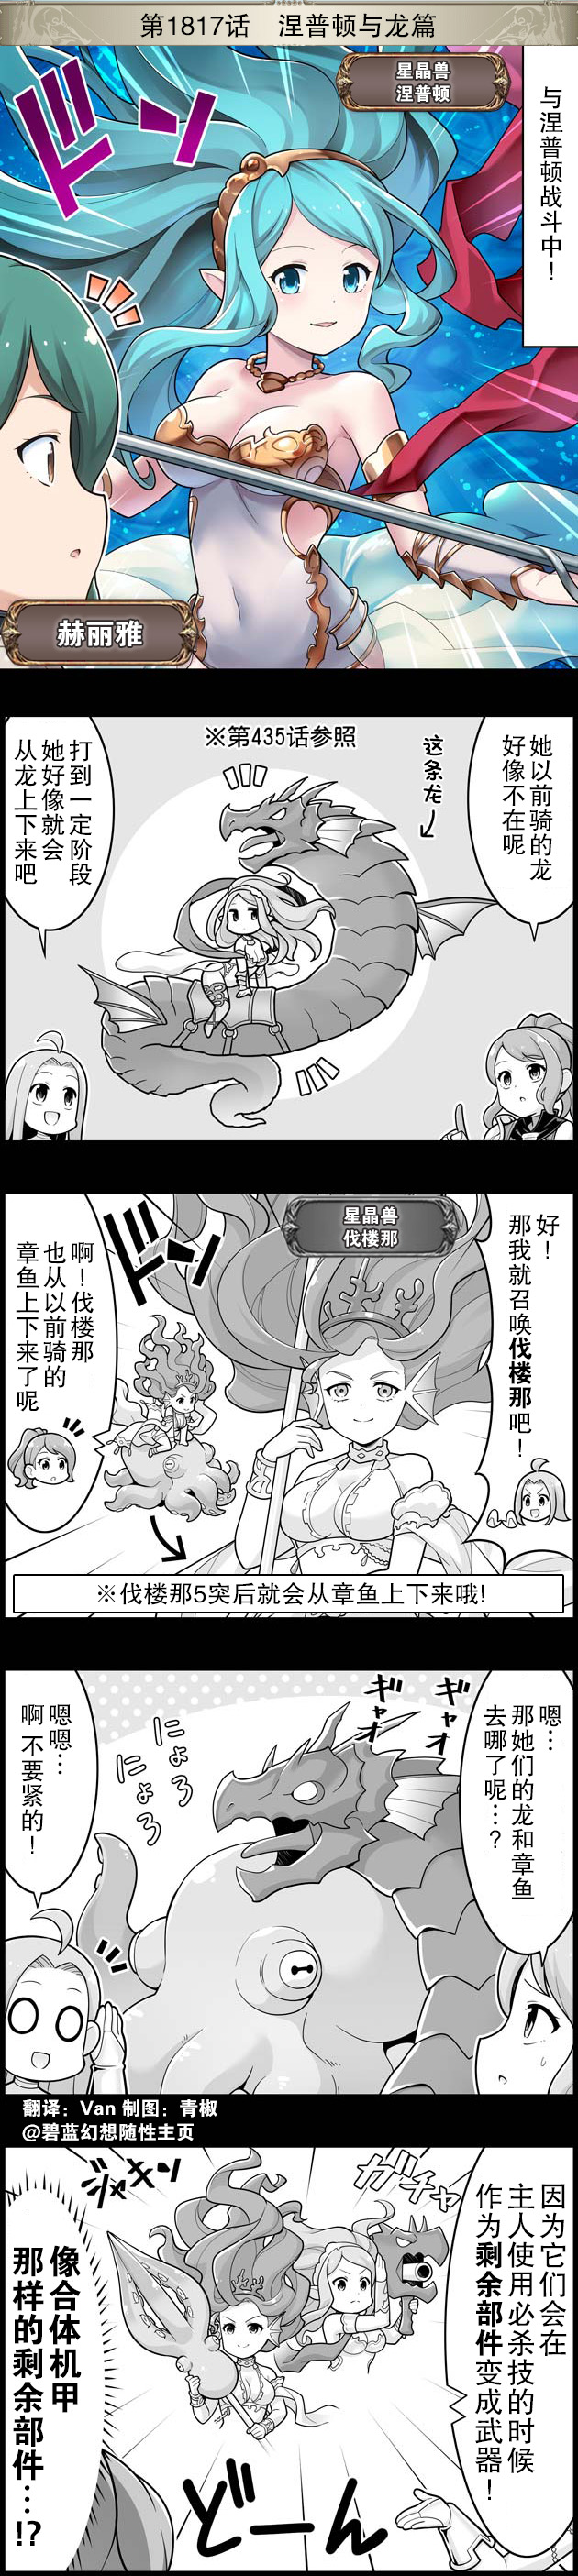 第1817话 涅普顿与龙篇
星晶兽
涅普顿
与涅普顿战斗中！
ドン
赫丽雅
※第435话参照
她以前骑的龙
好像不在呢
这条龙
打到一定阶段
她好像就会
从龙上下来吧
好！
那我就召唤伐楼那吧！
星晶兽
伐楼那
ドン
啊！伐楼那
也从以前骑的
章鱼上下来了呢
※伐楼那5突后就会从章鱼上下来哦!
嗯…
那她们的龙和章鱼
去哪了呢…?
ギャオ
ギャオ
にょろ
にょろ
嗯嗯…
啊 不要紧的！
翻译：Van 制图：青椒
@碧蓝幻想随性主页
因为它们会在
主人使用必杀技的时候
作为剩余部件变成武器！
ガチャ
ジャキン
像合体机甲
那样的剩余部件…!?
どーん